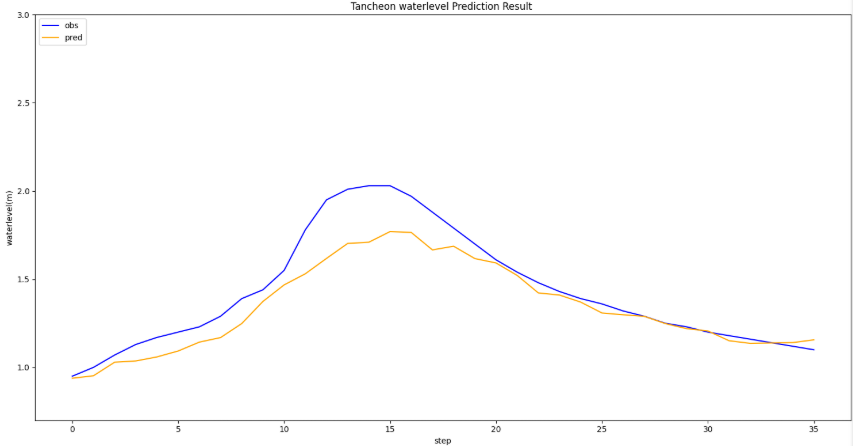 Tancheon waterlevel Prediction Result
obs
pred
3.0
2.5
2.0
1.5
1.0
waterlevel(m)
0 5 10 15 20 25 30 35
step